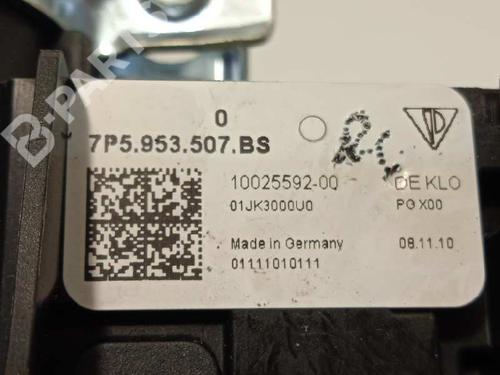 0
7P5.953.507.BS
10025592-00
DE KLO
01JK3000U0
PG X00
Made in Germany
08.11.10
01111010111
B-PARTS